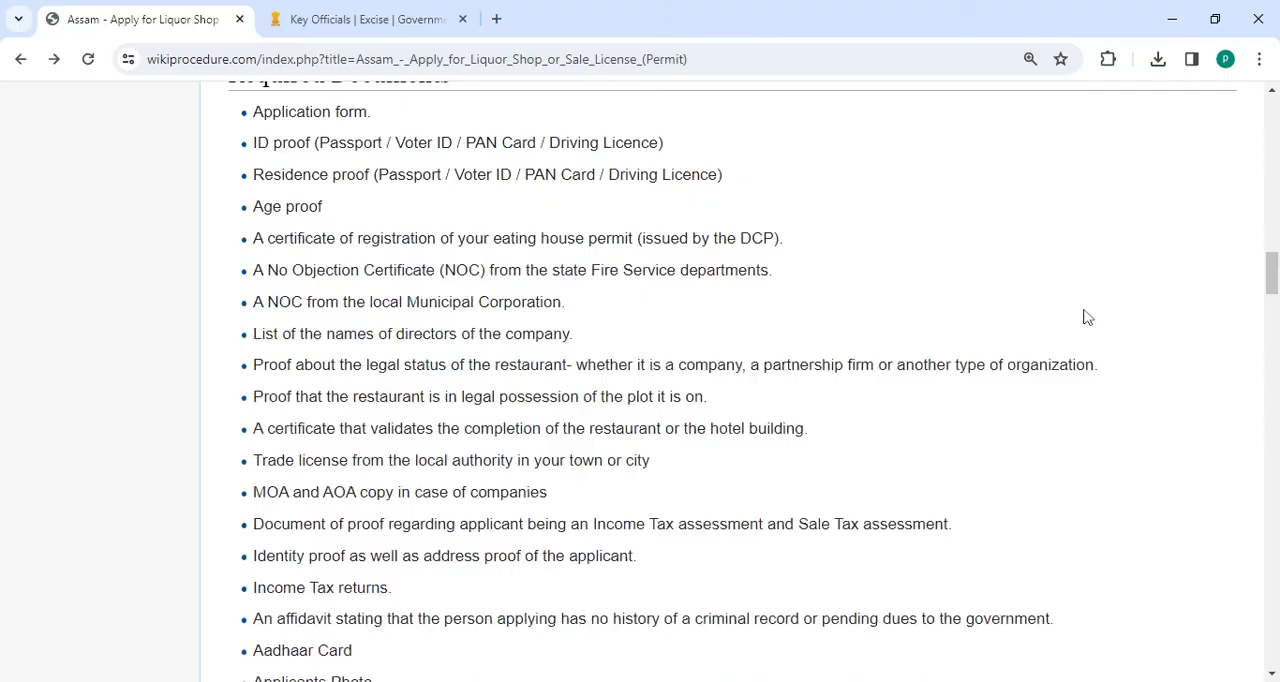 Assam - Apply for Liquor Shop
Key Officials | Excise | Governm
wikiprocedure.com/index.php?title=Assam_-_Apply_for_Liquor_Shop_or_Sale_License_(Permit)
P
Required Documents
Application form.
ID proof (Passport / Voter ID / PAN Card / Driving Licence)
Residence proof (Passport / Voter ID / PAN Card / Driving Licence)
Age proof
A certificate of registration of your eating house permit (issued by the DCP).
A No Objection Certificate (NOC) from the state Fire Service departments.
A NOC from the local Municipal Corporation.
List of the names of directors of the company.
Proof about the legal status of the restaurant- whether it is a company, a partnership firm or another type of organization.
Proof that the restaurant is in legal possession of the plot it is on.
A certificate that validates the completion of the restaurant or the hotel building.
Trade license from the local authority in your town or city
MOA and AOA copy in case of companies
Document of proof regarding applicant being an Income Tax assessment and Sale Tax assessment.
Identity proof as well as address proof of the applicant.
Income Tax returns.
An affidavit stating that the person applying has no history of a criminal record or pending dues to the government.
Aadhaar Card
Applicants Photo